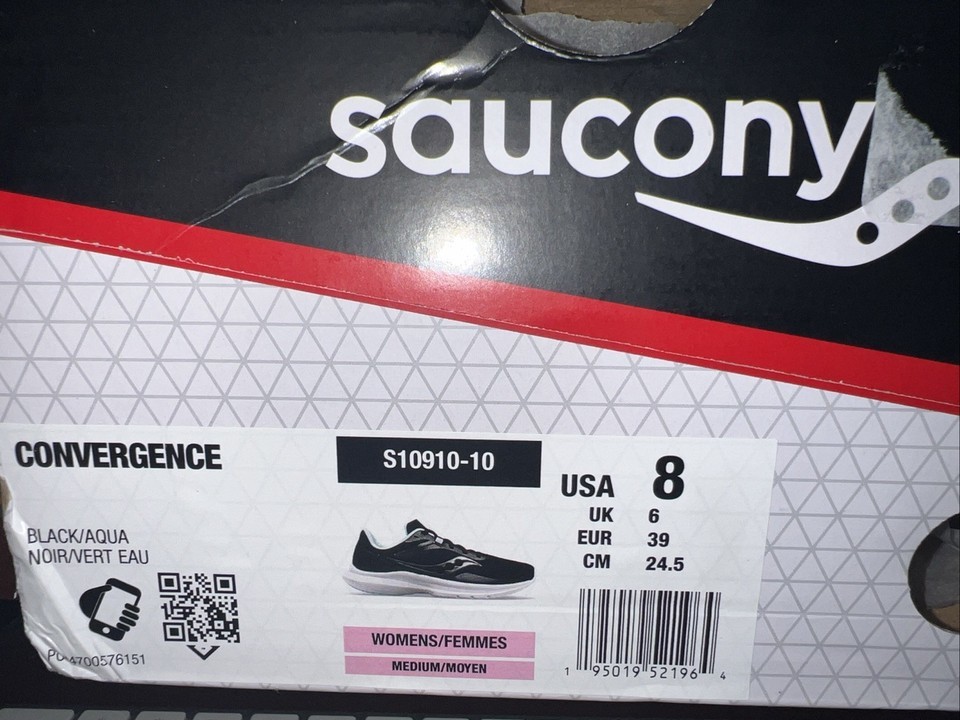 saucony
CONVERGENCE
S10910-10
USA 8
UK 6
EUR 39
CM 24.5
BLACK/AQUA
NOIR/VERT EAU
WOMENS/FEMMES
MEDIUM/MOYEN
4700576151
1 95019 52196 4